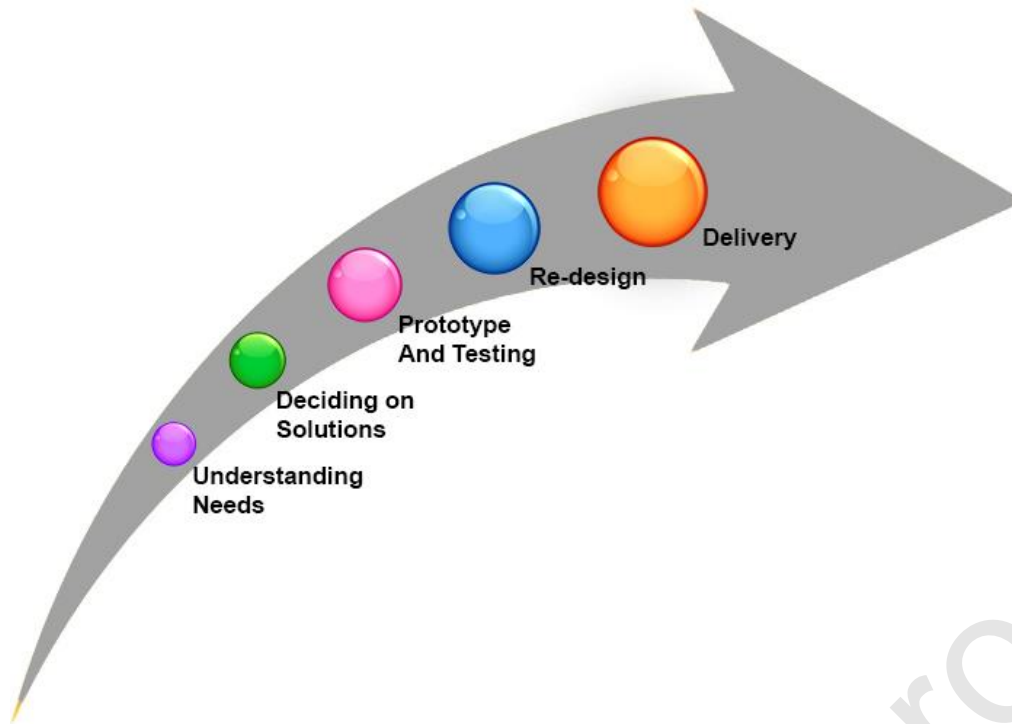 Delivery
Re-design
Prototype
And Testing
Deciding on
Solutions
Understanding
Needs